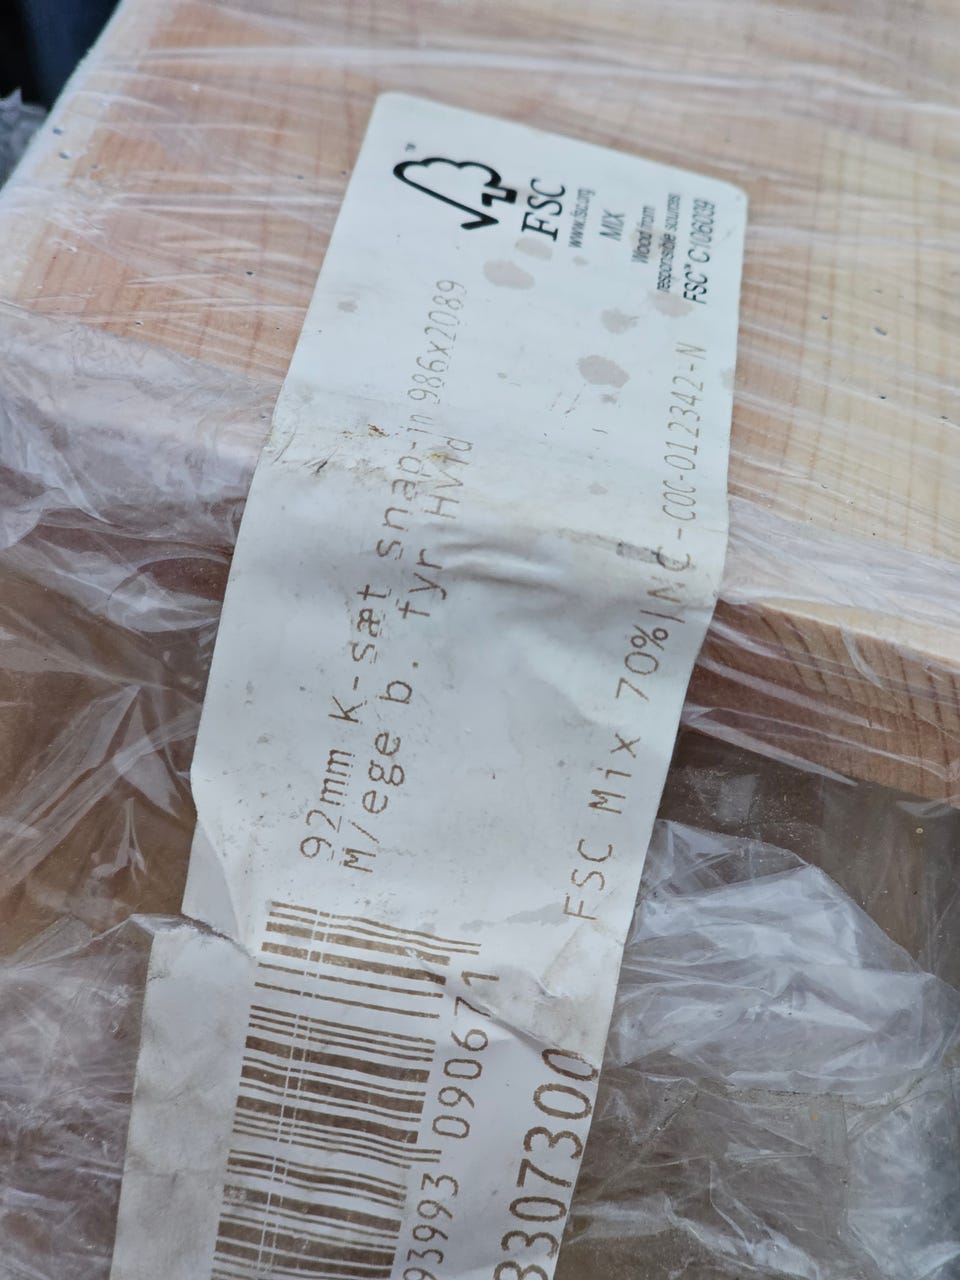 FSC
www.fsc.org
MIX
Wood from
responsible sources
FSC™ C106039
92mm K-sæt snap-in 986x2089
M/ege b. fyr Hvid
FSC Mix 70%|NC-COC-012342-N
93993 090671
3307300